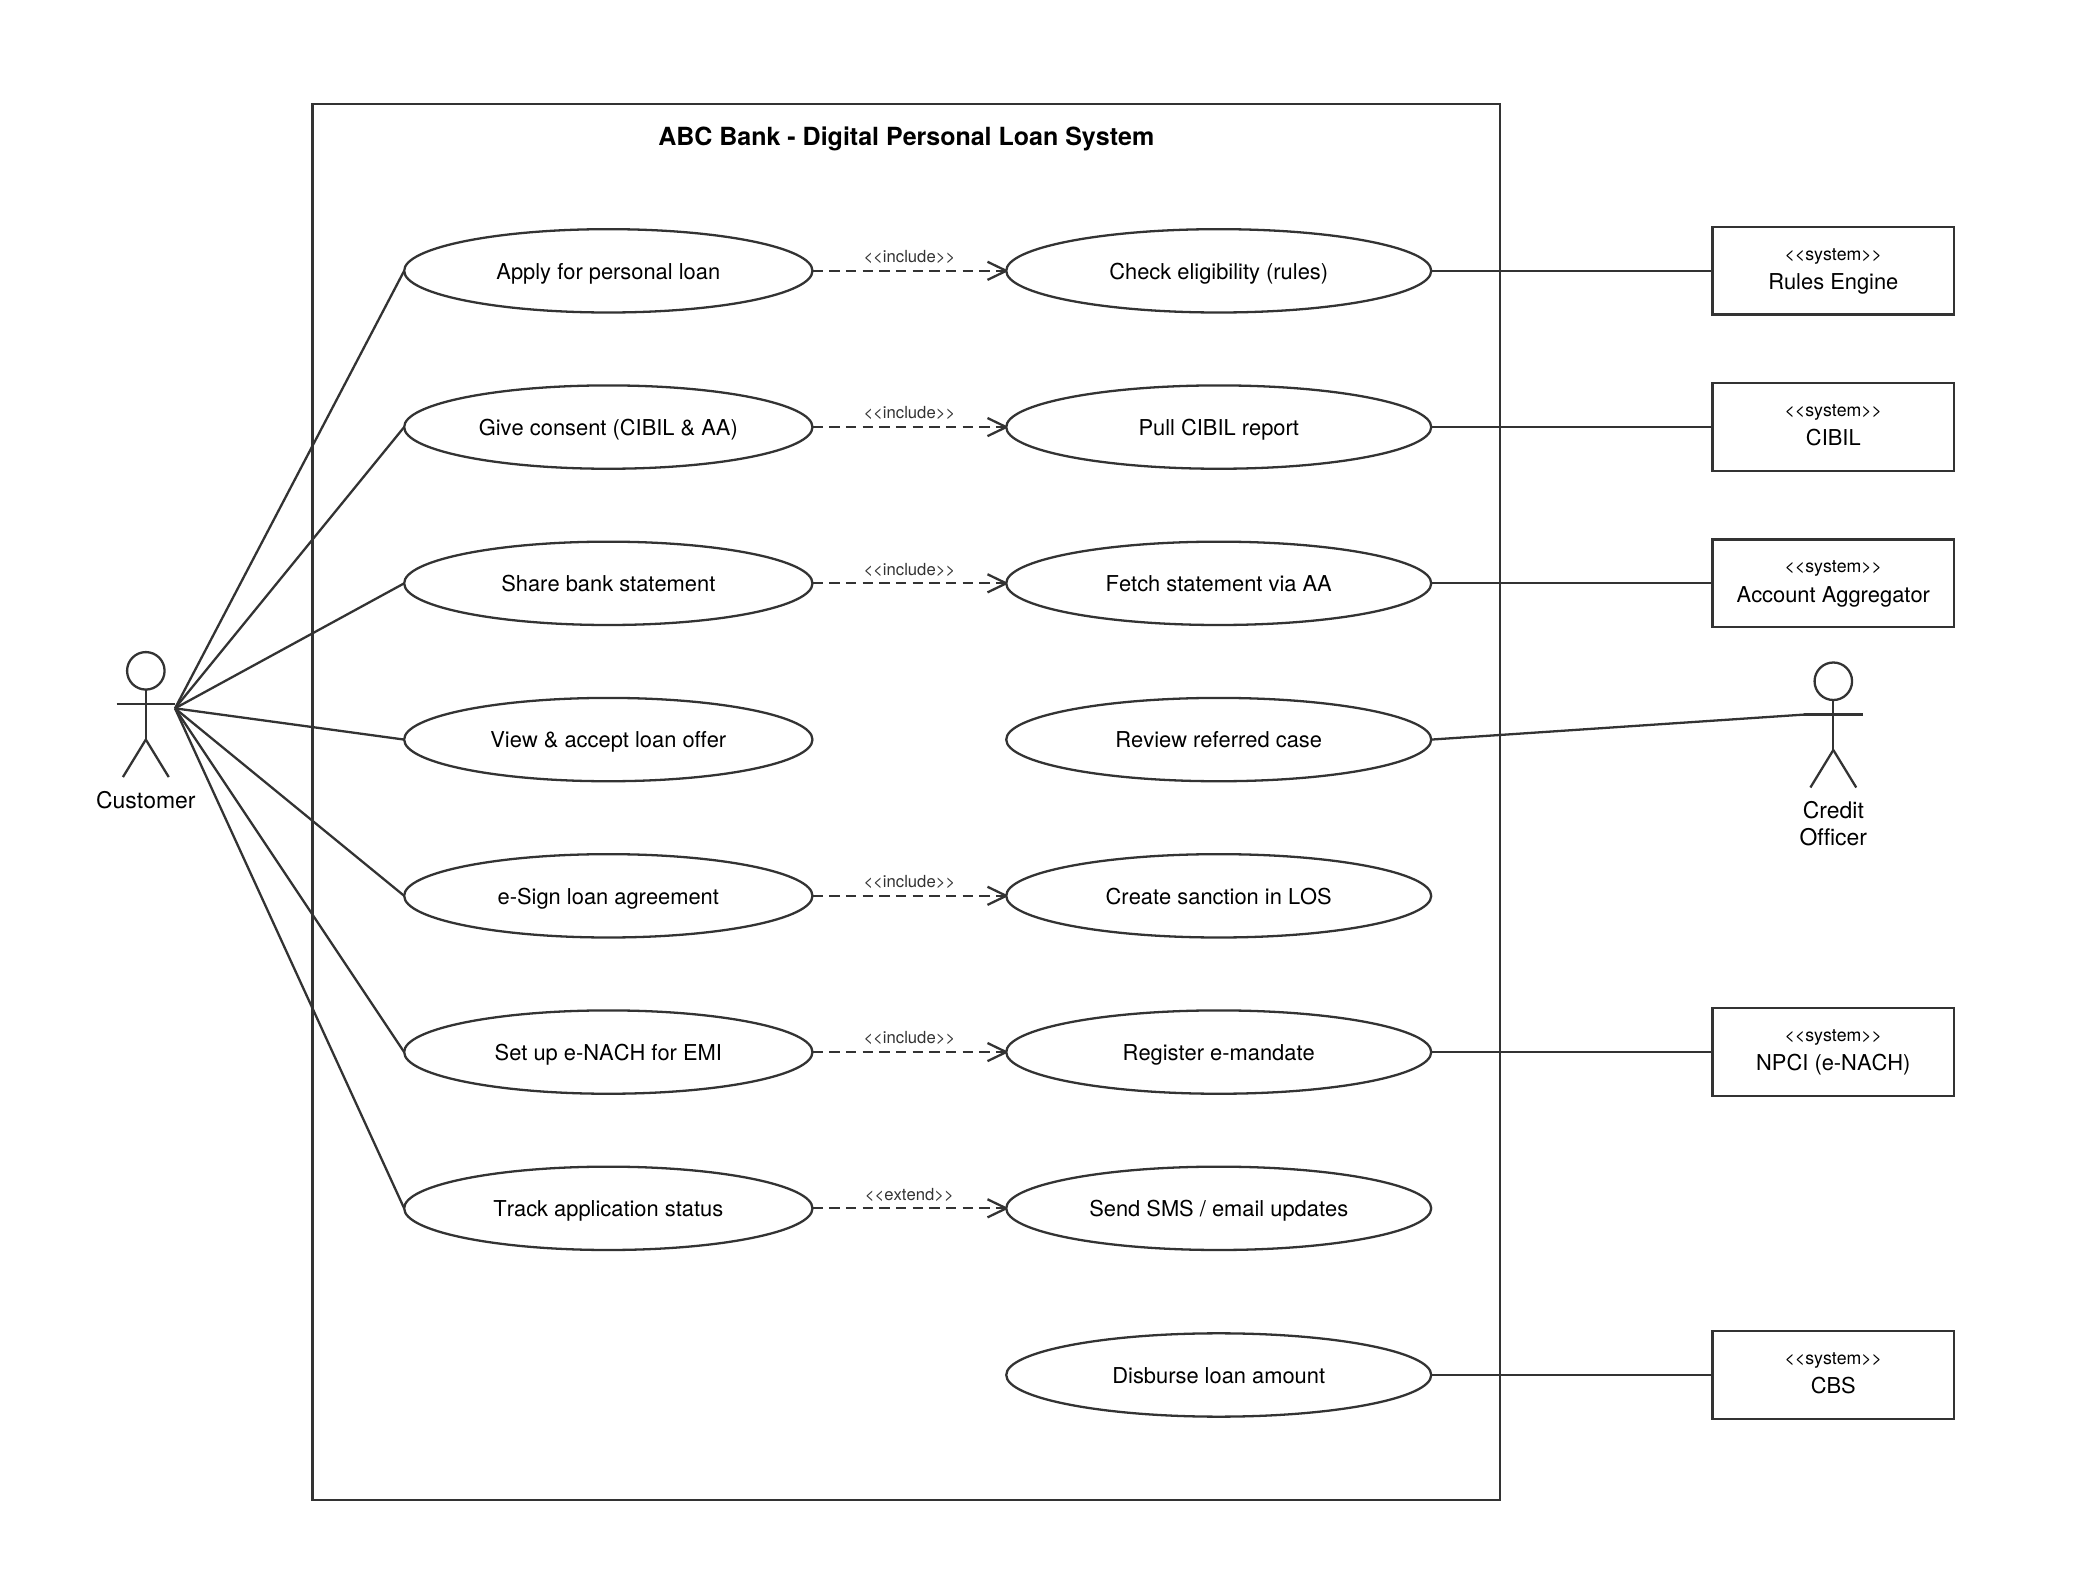 ABC Bank - Digital Personal Loan System
Apply for personal loan
<<include>>
Check eligibility (rules)
<<system>>
Rules Engine
Give consent (CIBIL & AA)
<<include>>
Pull CIBIL report
<<system>>
CIBIL
Share bank statement
<<include>>
Fetch statement via AA
<<system>>
Account Aggregator
Customer
View & accept loan offer
Review referred case
Credit
Officer
e-Sign loan agreement
<<include>>
Create sanction in LOS
Set up e-NACH for EMI
<<include>>
Register e-mandate
<<system>>
NPCI (e-NACH)
Track application status
<<extend>>
Send SMS / email updates
Disburse loan amount
<<system>>
CBS